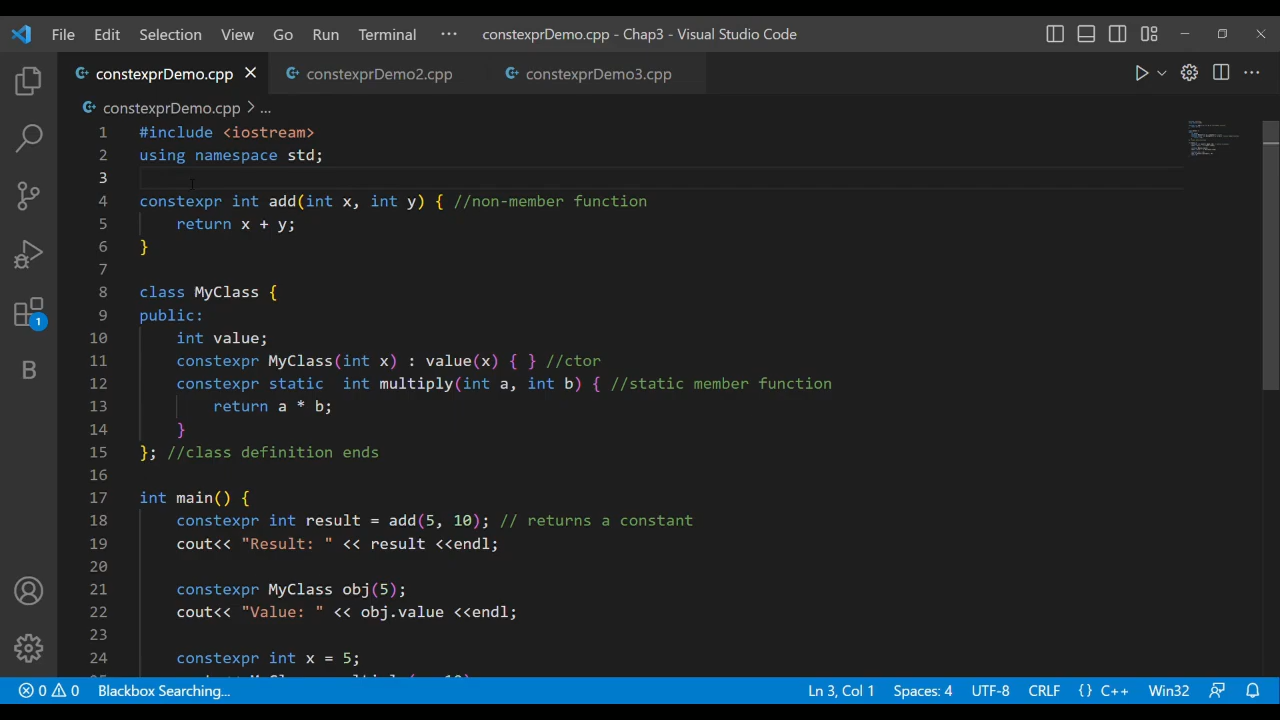 File Edit Selection View Go Run Terminal ··· constexprDemo.cpp - Chap3 - Visual Studio Code
constexprDemo.cpp constexprDemo2.cpp constexprDemo3.cpp
constexprDemo.cpp > ...
1 #include <iostream>
2 using namespace std;
3
4 constexpr int add(int x, int y) { //non-member function
5 return x + y;
6 }
7
8 class MyClass {
9 public:
10 int value;
11 constexpr MyClass(int x) : value(x) { } //ctor
12 constexpr static  int multiply(int a, int b) { //static member function
13 return a * b;
14 }
15 }; //class definition ends
16
17 int main() {
18 constexpr int result = add(5, 10); // returns a constant
19 cout<< "Result: " << result <<endl;
20
21 constexpr MyClass obj(5);
22 cout<< "Value: " << obj.value <<endl;
23
24 constexpr int x = 5;
1
B
0 0 Blackbox Searching... Ln 3, Col 1 Spaces: 4 UTF-8 CRLF {} C++ Win32